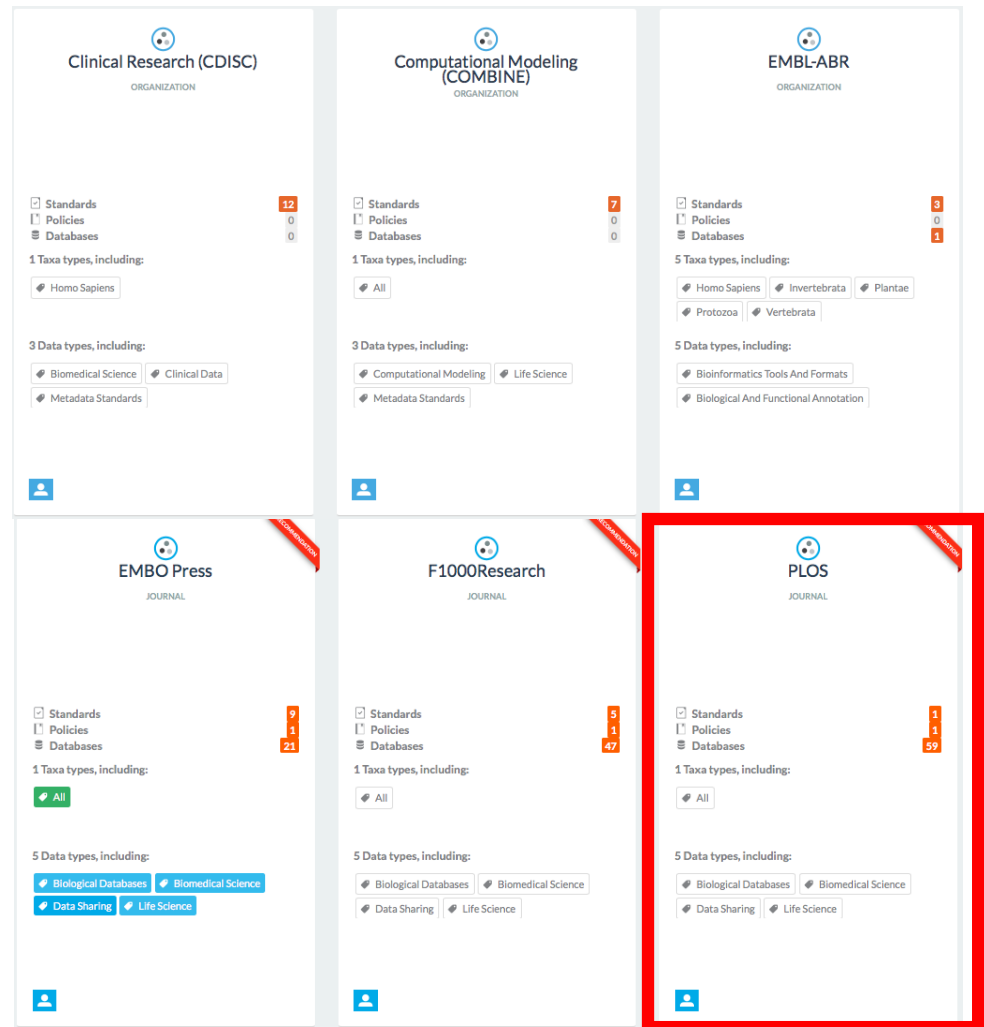 Clinical Research (CDISC)
ORGANIZATION
Standards 12
Policies 0
Databases 0
1 Taxa types, including:
Homo Sapiens
3 Data types, including:
Biomedical Science Clinical Data
Metadata Standards
Computational Modeling
(COMBINE)
ORGANIZATION
Standards 7
Policies 0
Databases 0
1 Taxa types, including:
All
3 Data types, including:
Computational Modeling Life Science
Metadata Standards
EMBL-ABR
ORGANIZATION
Standards 3
Policies 0
Databases 1
5 Taxa types, including:
Homo Sapiens Invertebrata Plantae
Protozoa Vertebrata
5 Data types, including:
Bioinformatics Tools And Formats
Biological And Functional Annotation
EMBO Press
JOURNAL
Standards 9
Policies 1
Databases 21
1 Taxa types, including:
All
5 Data types, including:
Biological Databases Biomedical Science
Data Sharing Life Science
F1000Research
JOURNAL
Standards 5
Policies 1
Databases 47
1 Taxa types, including:
All
5 Data types, including:
Biological Databases Biomedical Science
Data Sharing Life Science
PLOS
JOURNAL
Standards 1
Policies 1
Databases 59
1 Taxa types, including:
All
5 Data types, including:
Biological Databases Biomedical Science
Data Sharing Life Science